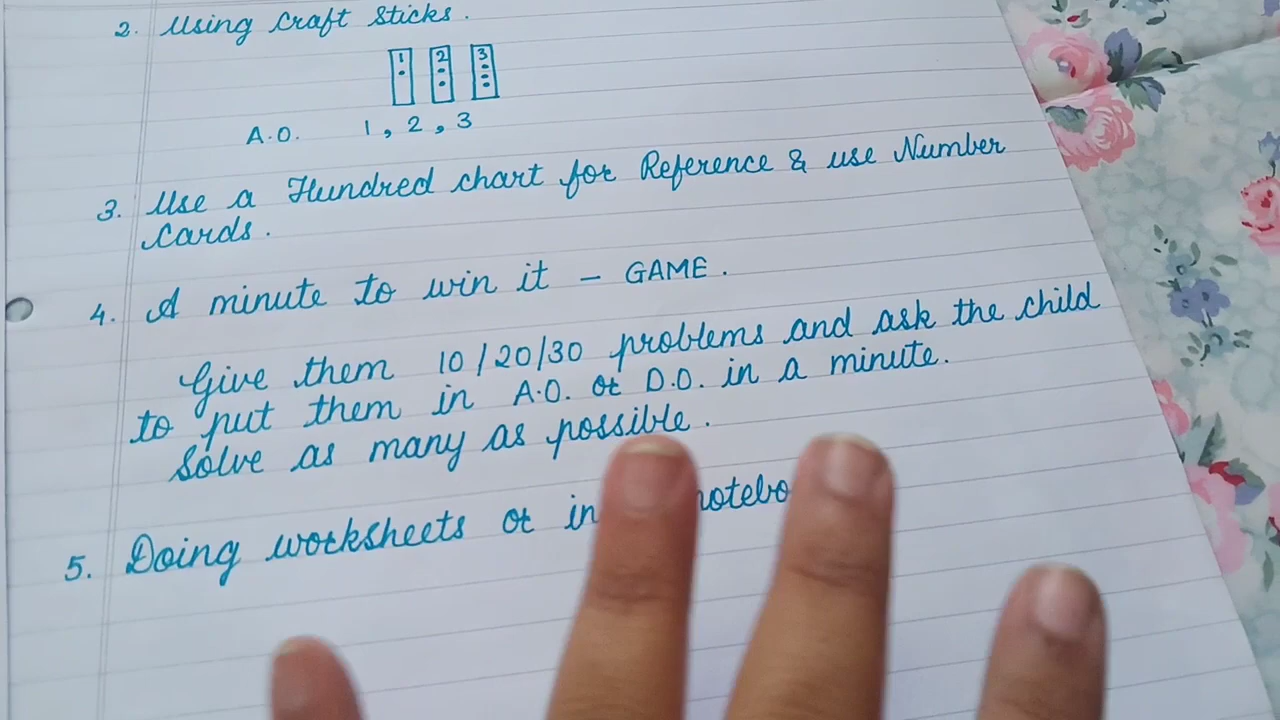 2. Using Craft Sticks.
1 2 3
A.O. 1, 2, 3
3. Use a Hundred chart for Reference & use Number
Cards.
4. A minute to win it - GAME.
Give them 10/20/30 problems and ask the child
to put them in A.O. or D.O. in a minute.
Solve as many as possible.
5. Doing worksheets or in